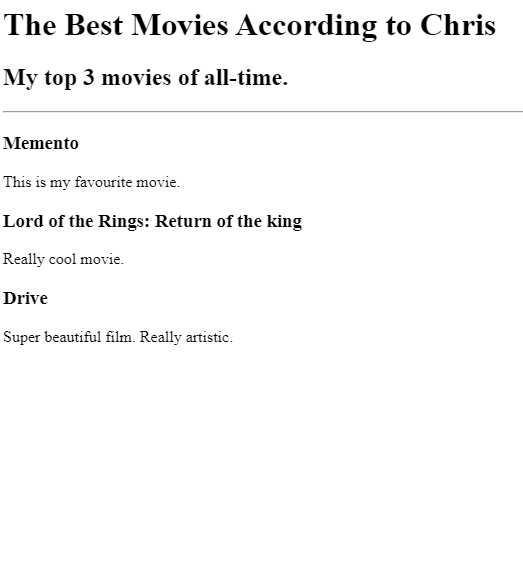 The Best Movies According to Chris
My top 3 movies of all-time.
Memento
This is my favourite movie.
Lord of the Rings: Return of the king
Really cool movie.
Drive
Super beautiful film. Really artistic.